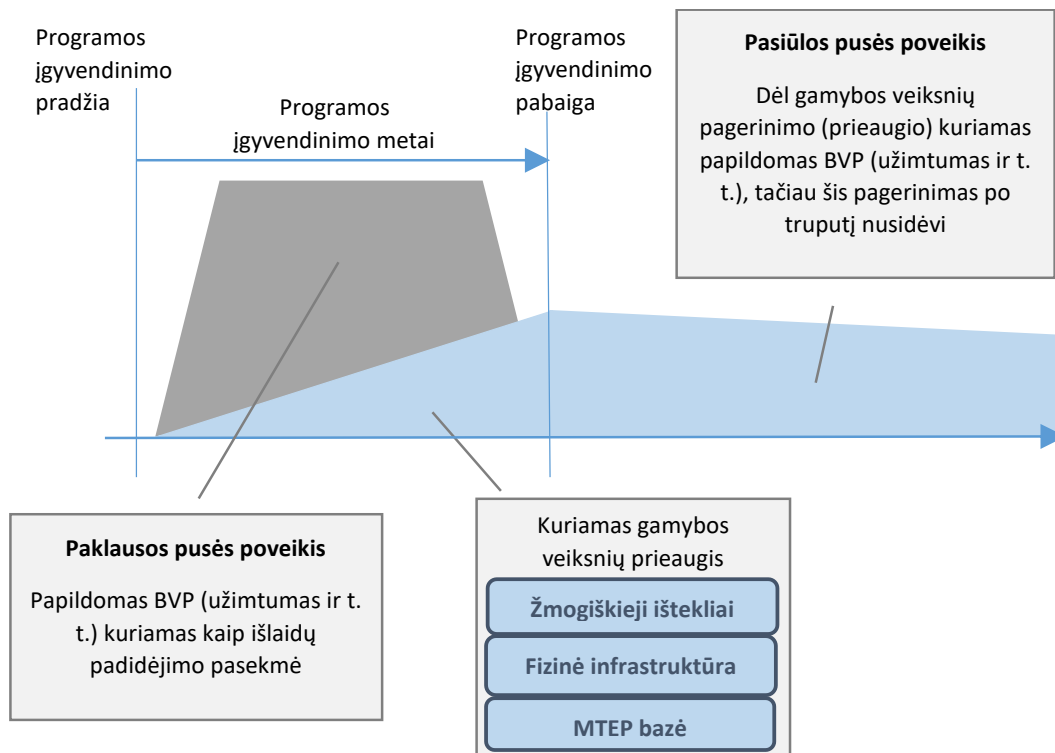 Programos
įgyvendinimo
pradžia
Programos
įgyvendinimo metai
Programos
įgyvendinimo
pabaiga
Pasiūlos pusės poveikis
Dėl gamybos veiksnių
pagerinimo (prieaugio) kuriamas
papildomas BVP (užimtumas ir t.
t.), tačiau šis pagerinimas po
truputį nusidėvi
Paklausos pusės poveikis
Papildomas BVP (užimtumas ir t.
t.) kuriamas kaip išlaidų
padidėjimo pasekmė
Kuriamas gamybos
veiksnių prieaugis
Žmogiškieji ištekliai
Fizinė infrastruktūra
MTEP bazė